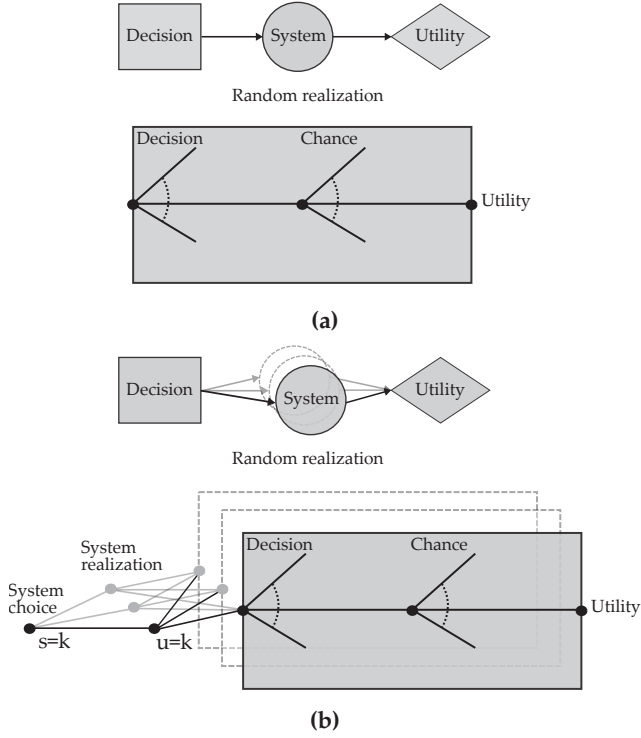 Decision
System
Utility
Random realization
Decision
Chance
Utility
(a)
Decision
System
Utility
Random realization
Decision
Chance
System
realization
System
choice
Utility
s=k
u=k
(b)